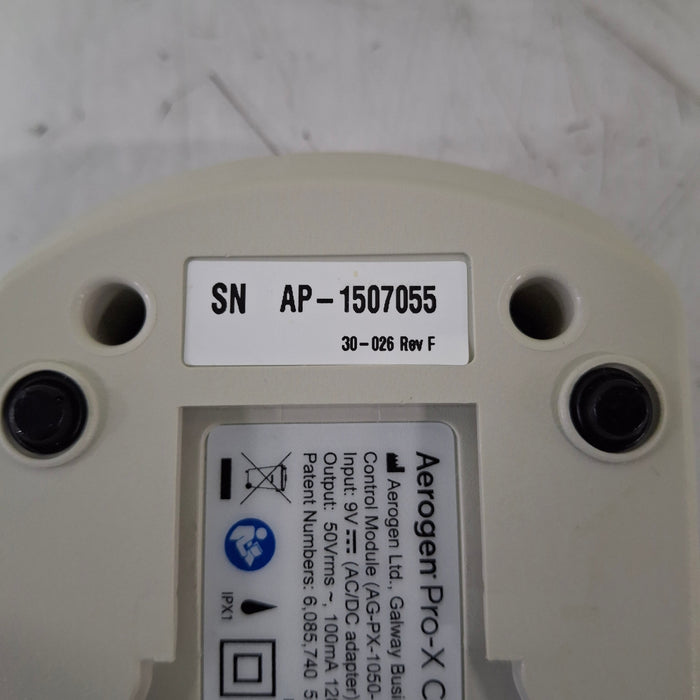 SN AP-1507055
30-026 Rev F
Aerogen Pro-X C
Aerogen Ltd., Galway Busi
Control Module (AG-PX-1050-
Input: 9V (AC/DC adapter)
Output: 50Vrms ~, 100mA 12
Patent Numbers: 6,085,740 5
IPX1